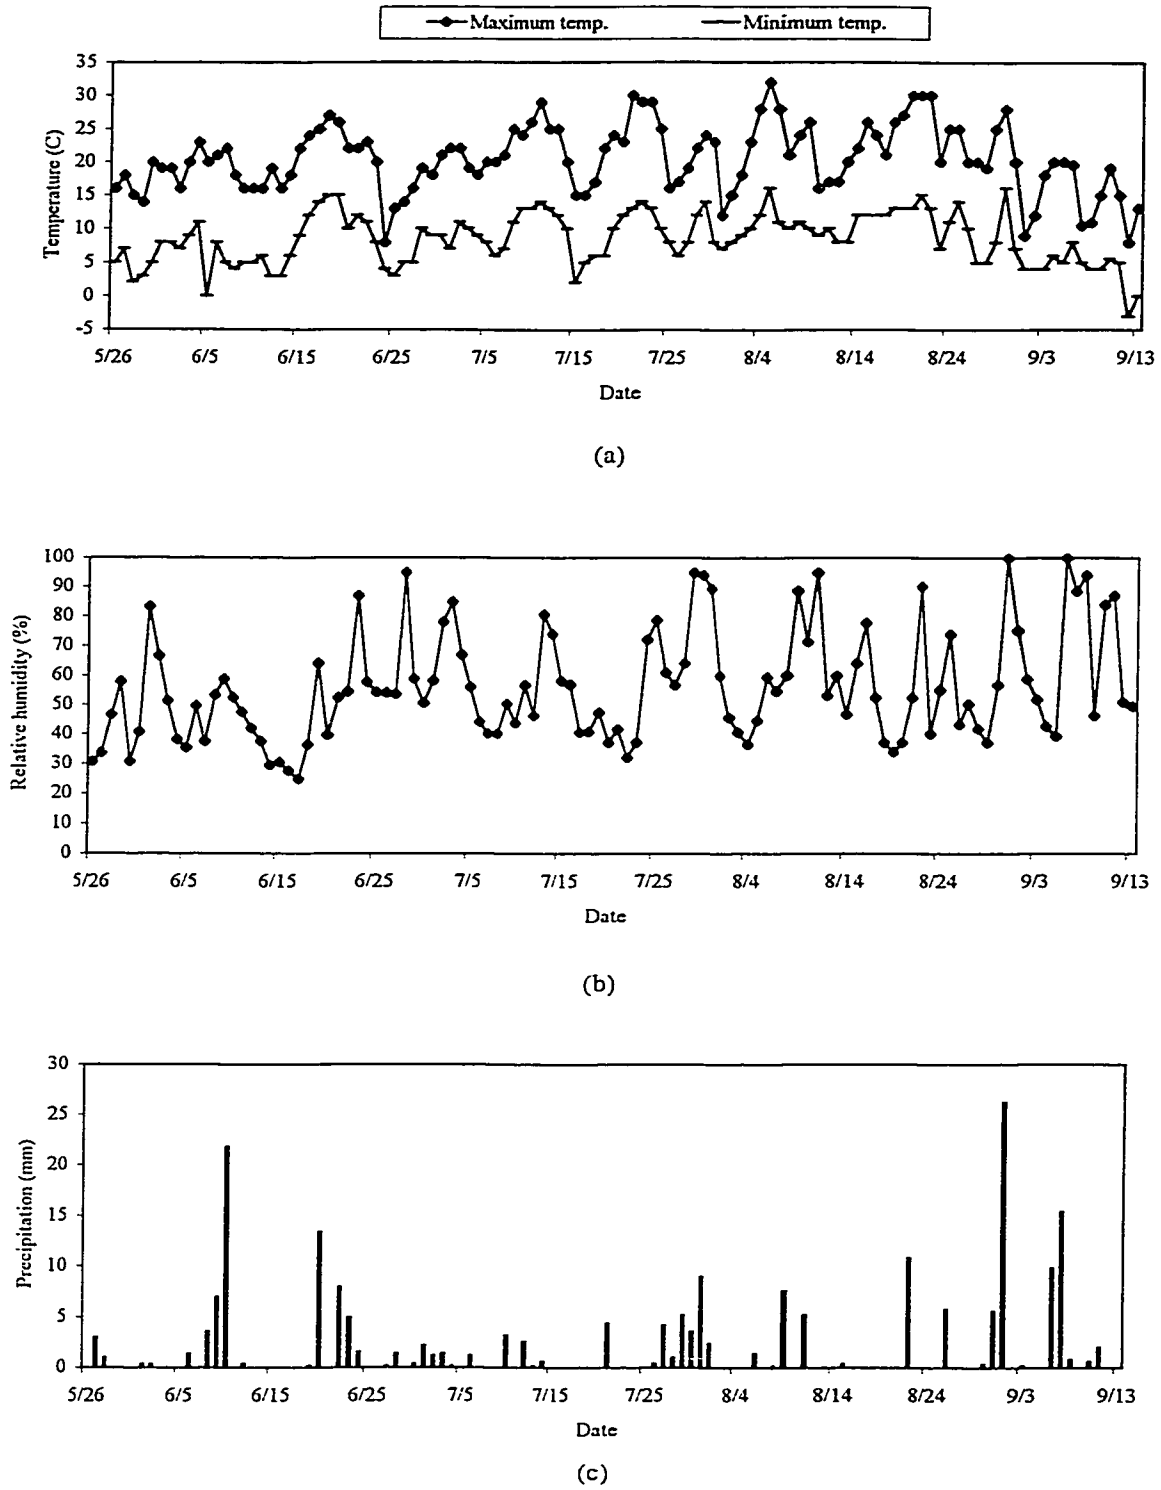 Maximum temp. Minimum temp.
35
30
25
20
15
10
5
0
-5
Temperature (C)
5/26 6/5 6/15 6/25 7/5 7/15 7/25 8/4 8/14 8/24 9/3 9/13
Date
(a)
100
90
80
70
60
50
40
30
20
10
0
Relative humidity (%)
5/26 6/5 6/15 6/25 7/5 7/15 7/25 8/4 8/14 8/24 9/3 9/13
Date
(b)
30
25
20
15
10
5
0
Precipitation (mm)
5/26 6/5 6/15 6/25 7/5 7/15 7/25 8/4 8/14 8/24 9/3 9/13
Date
(c)